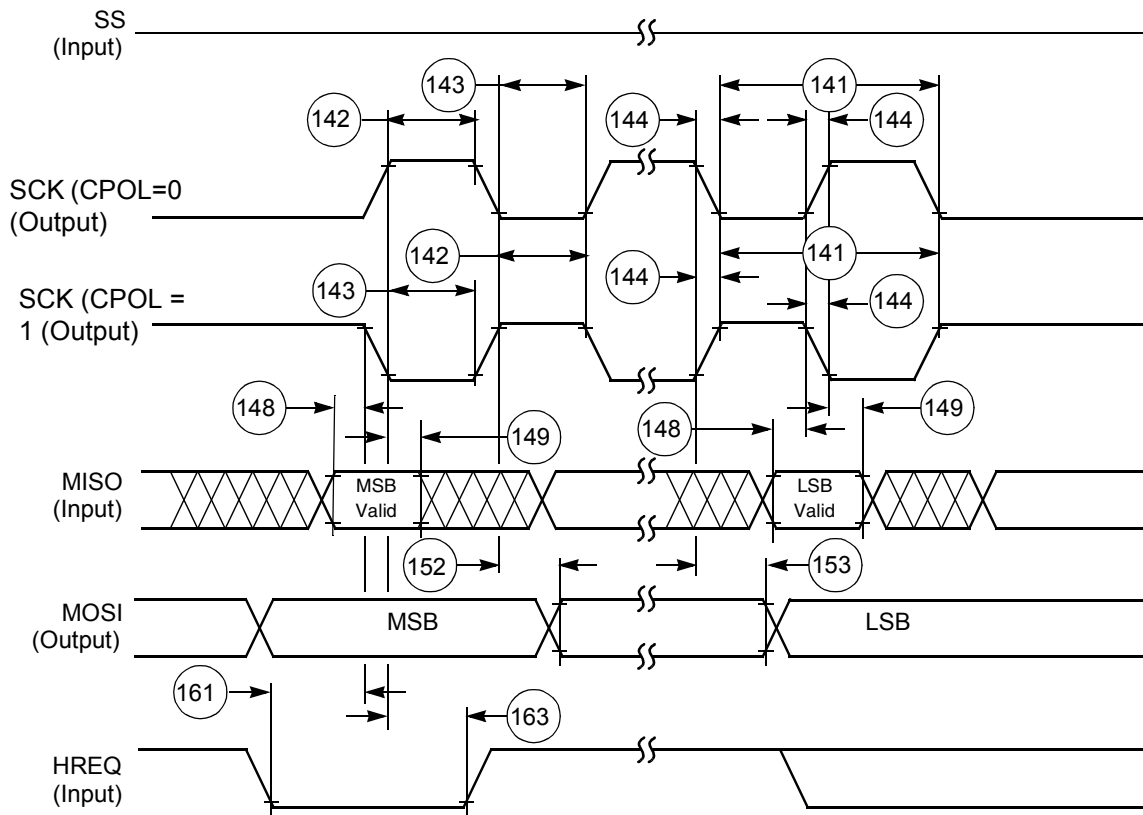 SS
(Input)
143
141
142
144
144
SCK (CPOL=0
(Output)
142
141
143
144
144
SCK (CPOL =
1 (Output)
148
149
148
149
MISO
(Input)
MSB
Valid
LSB
Valid
152
153
MOSI
(Output)
MSB
LSB
161
163
HREQ
(Input)